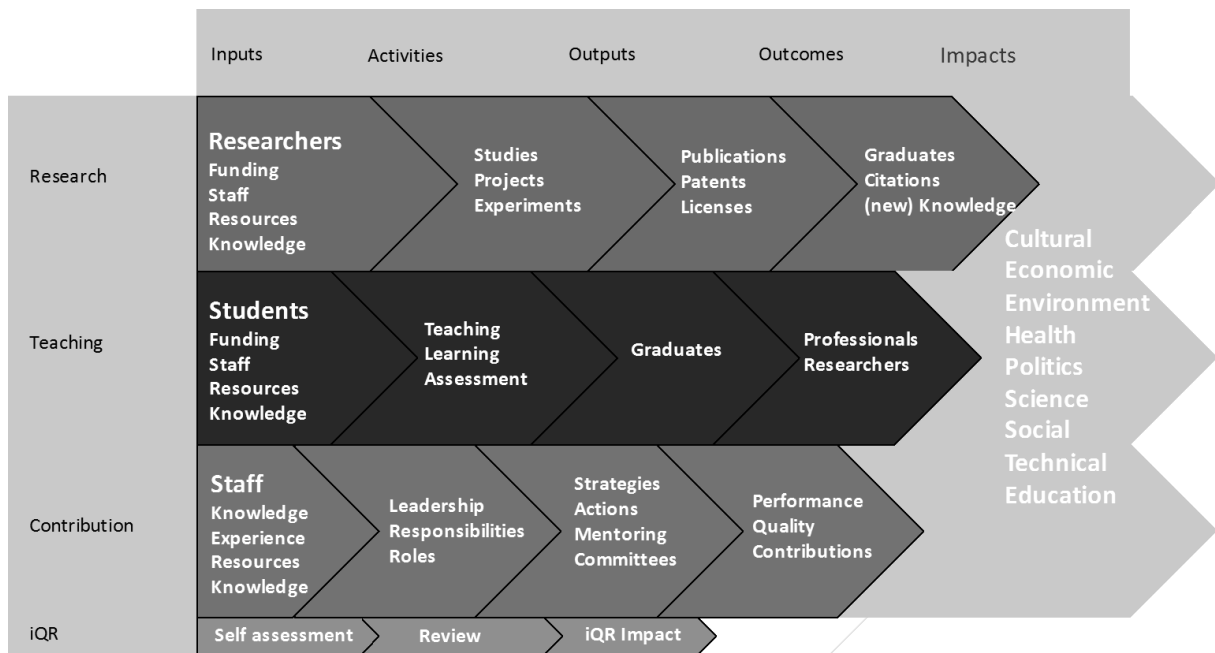 Inputs
Activities
Outputs
Outcomes
Impacts
Research
Researchers
Funding
Staff
Resources
Knowledge
Studies
Projects
Experiments
Publications
Patents
Licenses
Graduates
Citations
(new) Knowledge
Teaching
Students
Funding
Staff
Resources
Knowledge
Teaching
Learning
Assessment
Graduates
Professionals
Researchers
Contribution
Staff
Knowledge
Experience
Resources
Knowledge
Leadership
Responsibilities
Roles
Strategies
Actions
Mentoring
Committees
Performance
Quality
Contributions
Cultural
Economic
Environment
Health
Politics
Science
Social
Technical
Education
iQR
Self assessment
Review
iQR Impact